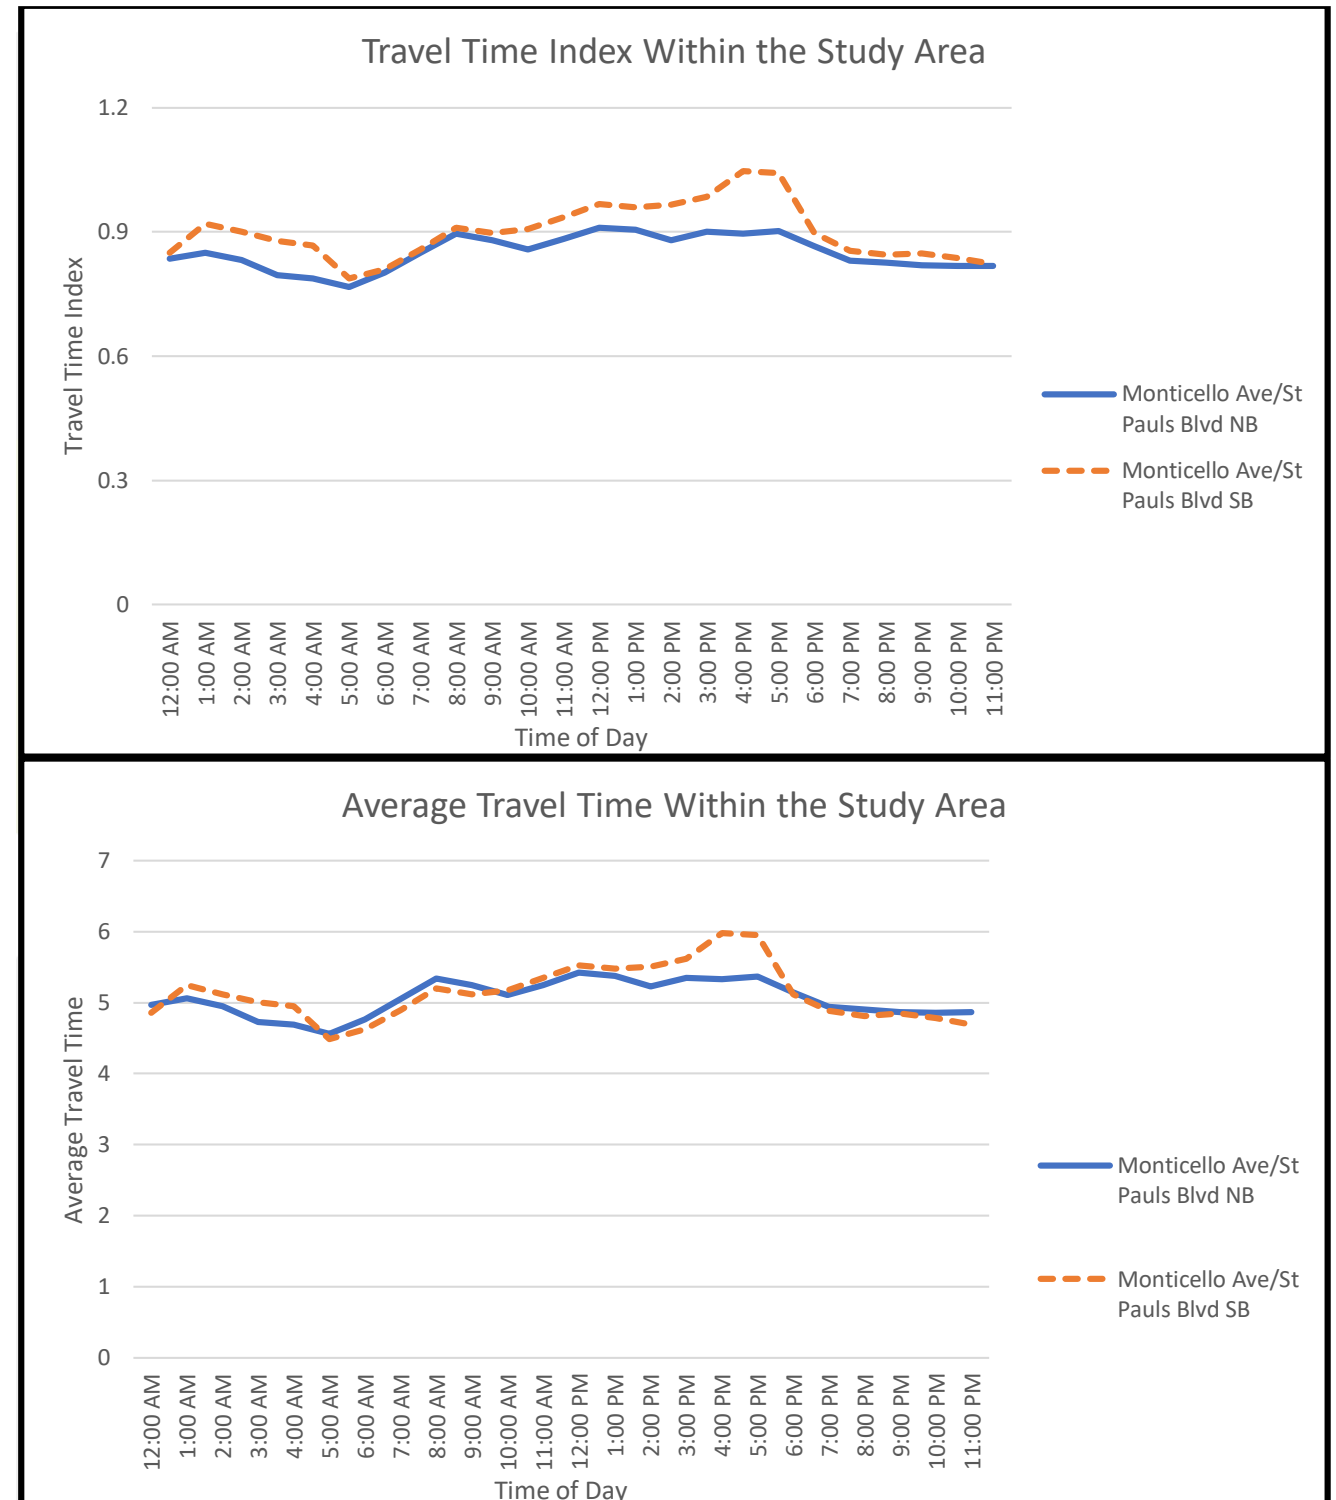 Travel Time Index Within the Study Area
1.2
0.9
0.6
0.3
0
Travel Time Index
12:00 AM
1:00 AM
2:00 AM
3:00 AM
4:00 AM
5:00 AM
6:00 AM
7:00 AM
8:00 AM
9:00 AM
10:00 AM
11:00 AM
12:00 PM
1:00 PM
2:00 PM
3:00 PM
4:00 PM
5:00 PM
6:00 PM
7:00 PM
8:00 PM
9:00 PM
10:00 PM
11:00 PM
Time of Day
Monticello Ave/St
Pauls Blvd NB
Monticello Ave/St
Pauls Blvd SB
Average Travel Time Within the Study Area
7
6
5
4
3
2
1
0
Average Travel Time
12:00 AM
1:00 AM
2:00 AM
3:00 AM
4:00 AM
5:00 AM
6:00 AM
7:00 AM
8:00 AM
9:00 AM
10:00 AM
11:00 AM
12:00 PM
1:00 PM
2:00 PM
3:00 PM
4:00 PM
5:00 PM
6:00 PM
7:00 PM
8:00 PM
9:00 PM
10:00 PM
11:00 PM
Time of Day
Monticello Ave/St
Pauls Blvd NB
Monticello Ave/St
Pauls Blvd SB